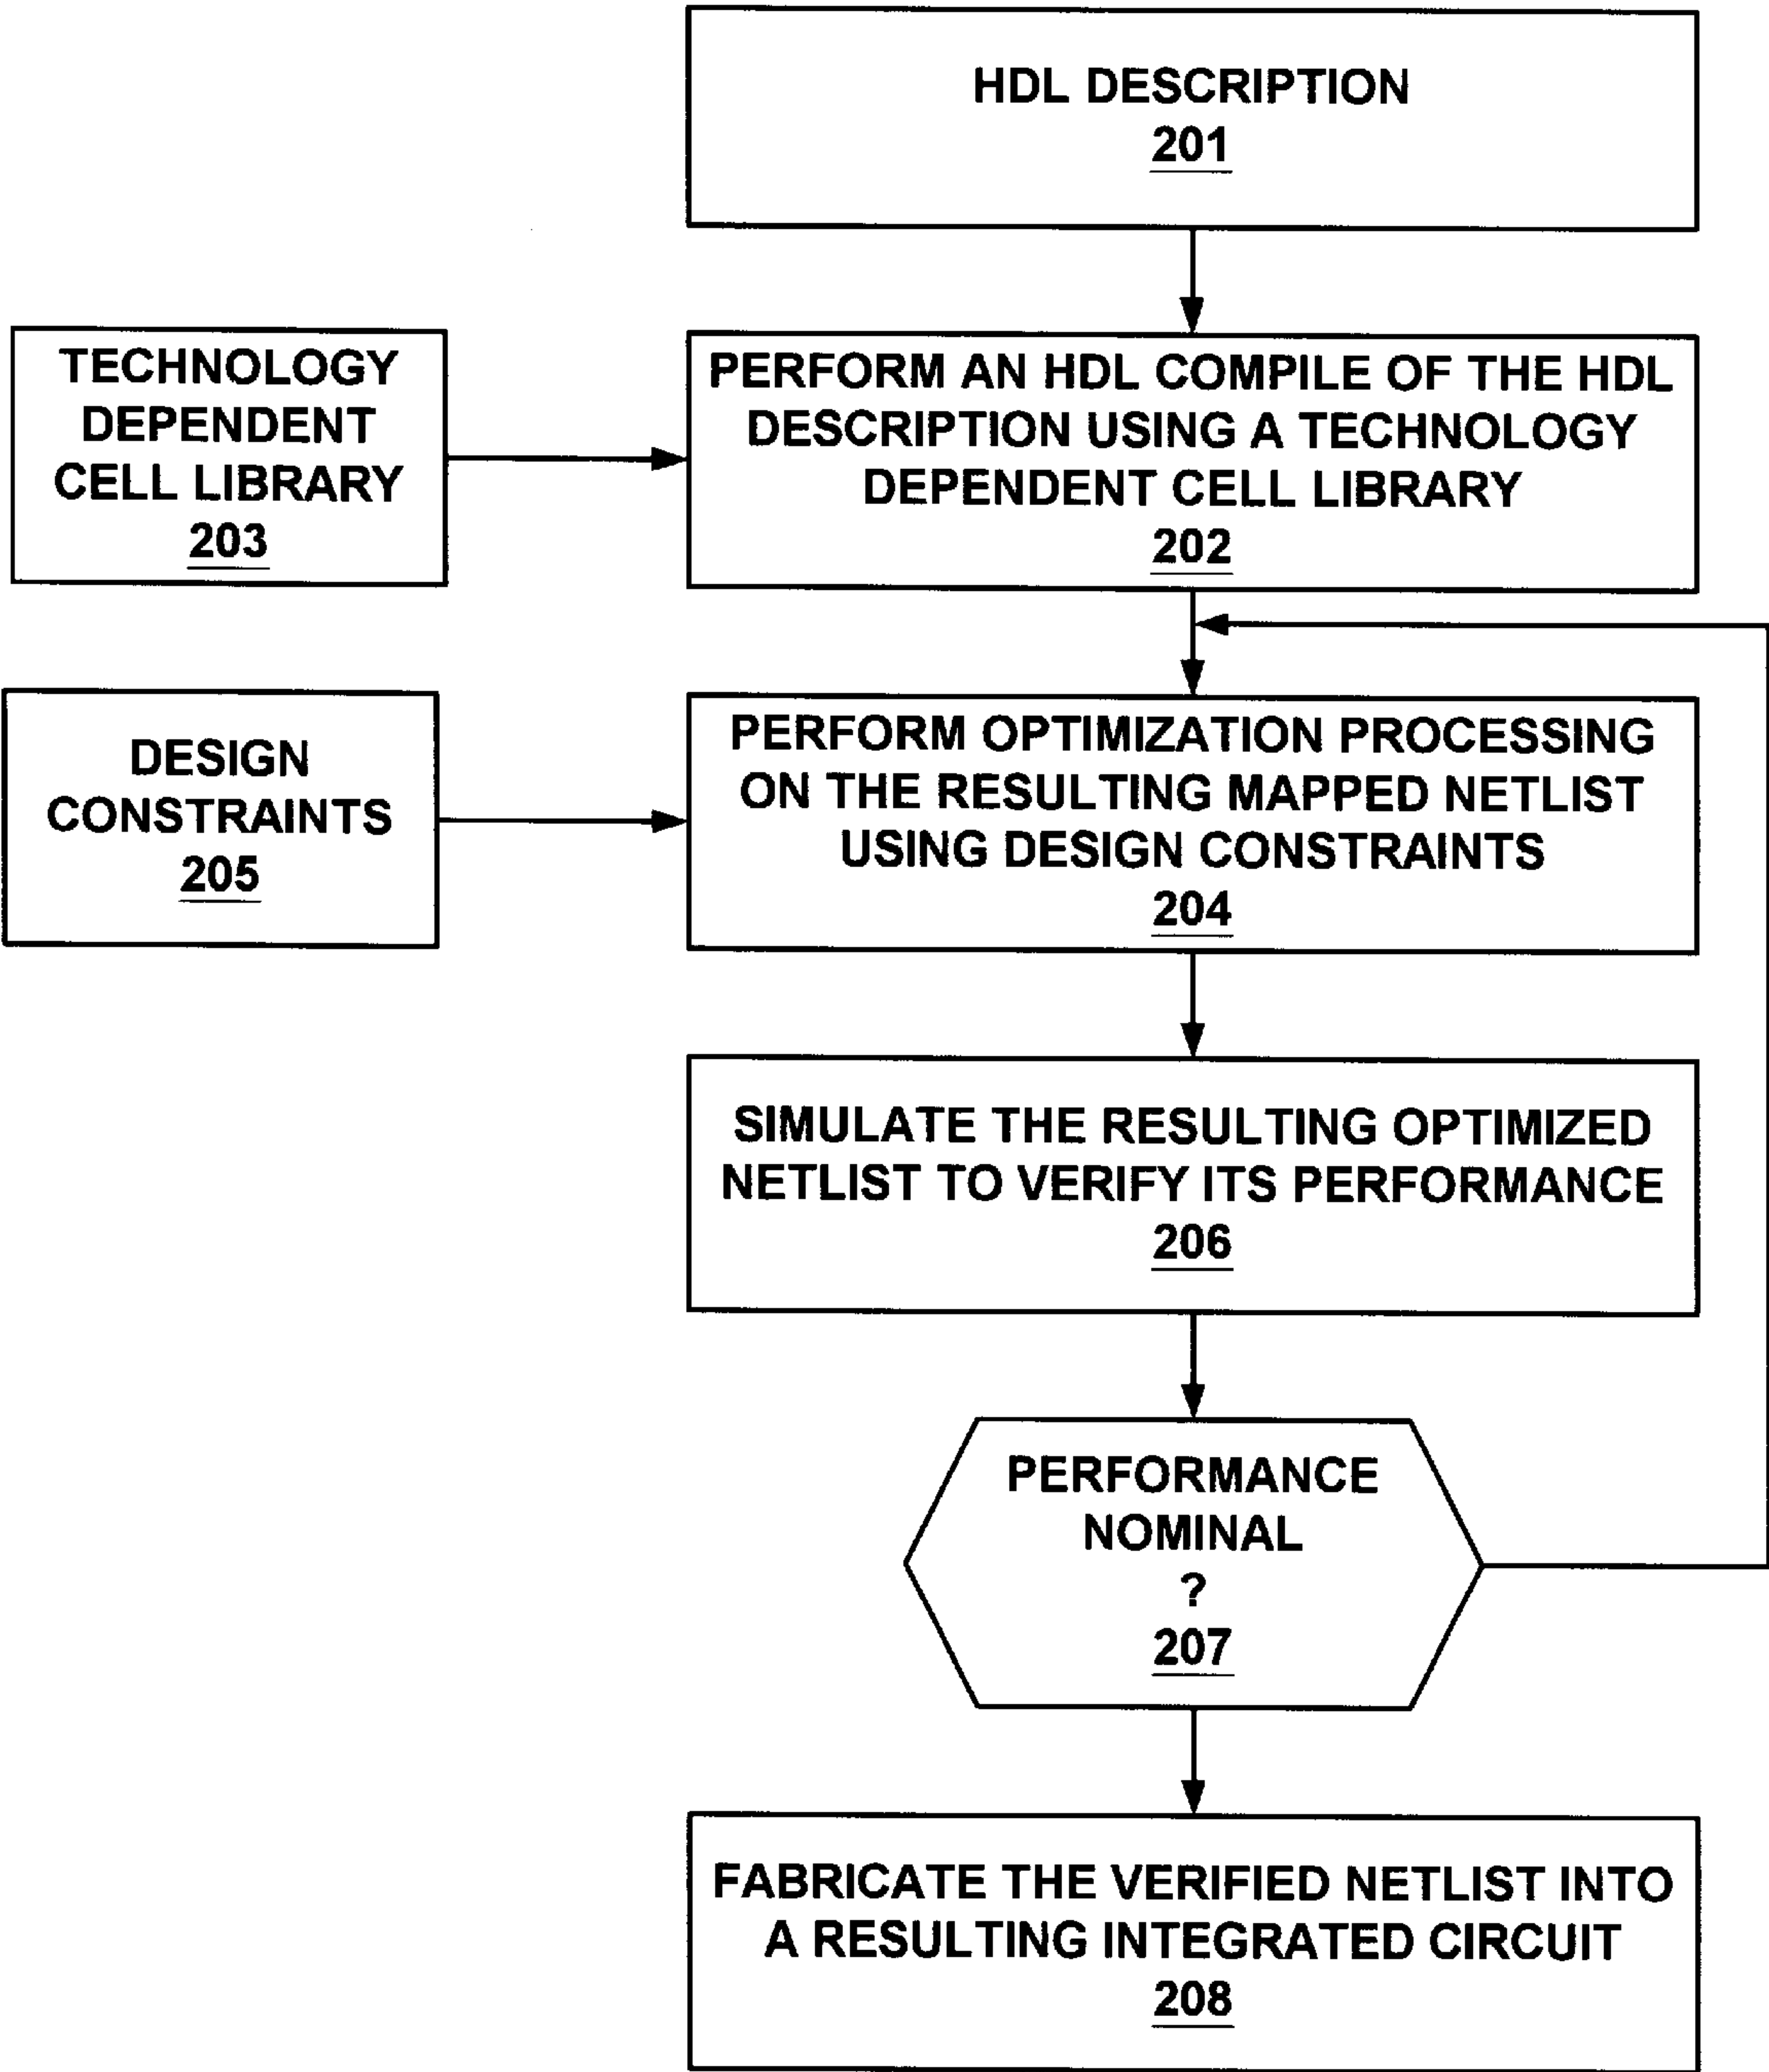 HDL DESCRIPTION
201
TECHNOLOGY
DEPENDENT
CELL LIBRARY
203
PERFORM AN HDL COMPILE OF THE HDL
DESCRIPTION USING A TECHNOLOGY
DEPENDENT CELL LIBRARY
202
DESIGN
CONSTRAINTS
205
PERFORM OPTIMIZATION PROCESSING
ON THE RESULTING MAPPED NETLIST
USING DESIGN CONSTRAINTS
204
SIMULATE THE RESULTING OPTIMIZED
NETLIST TO VERIFY ITS PERFORMANCE
206
PERFORMANCE
NOMINAL
?
207
FABRICATE THE VERIFIED NETLIST INTO
A RESULTING INTEGRATED CIRCUIT
208